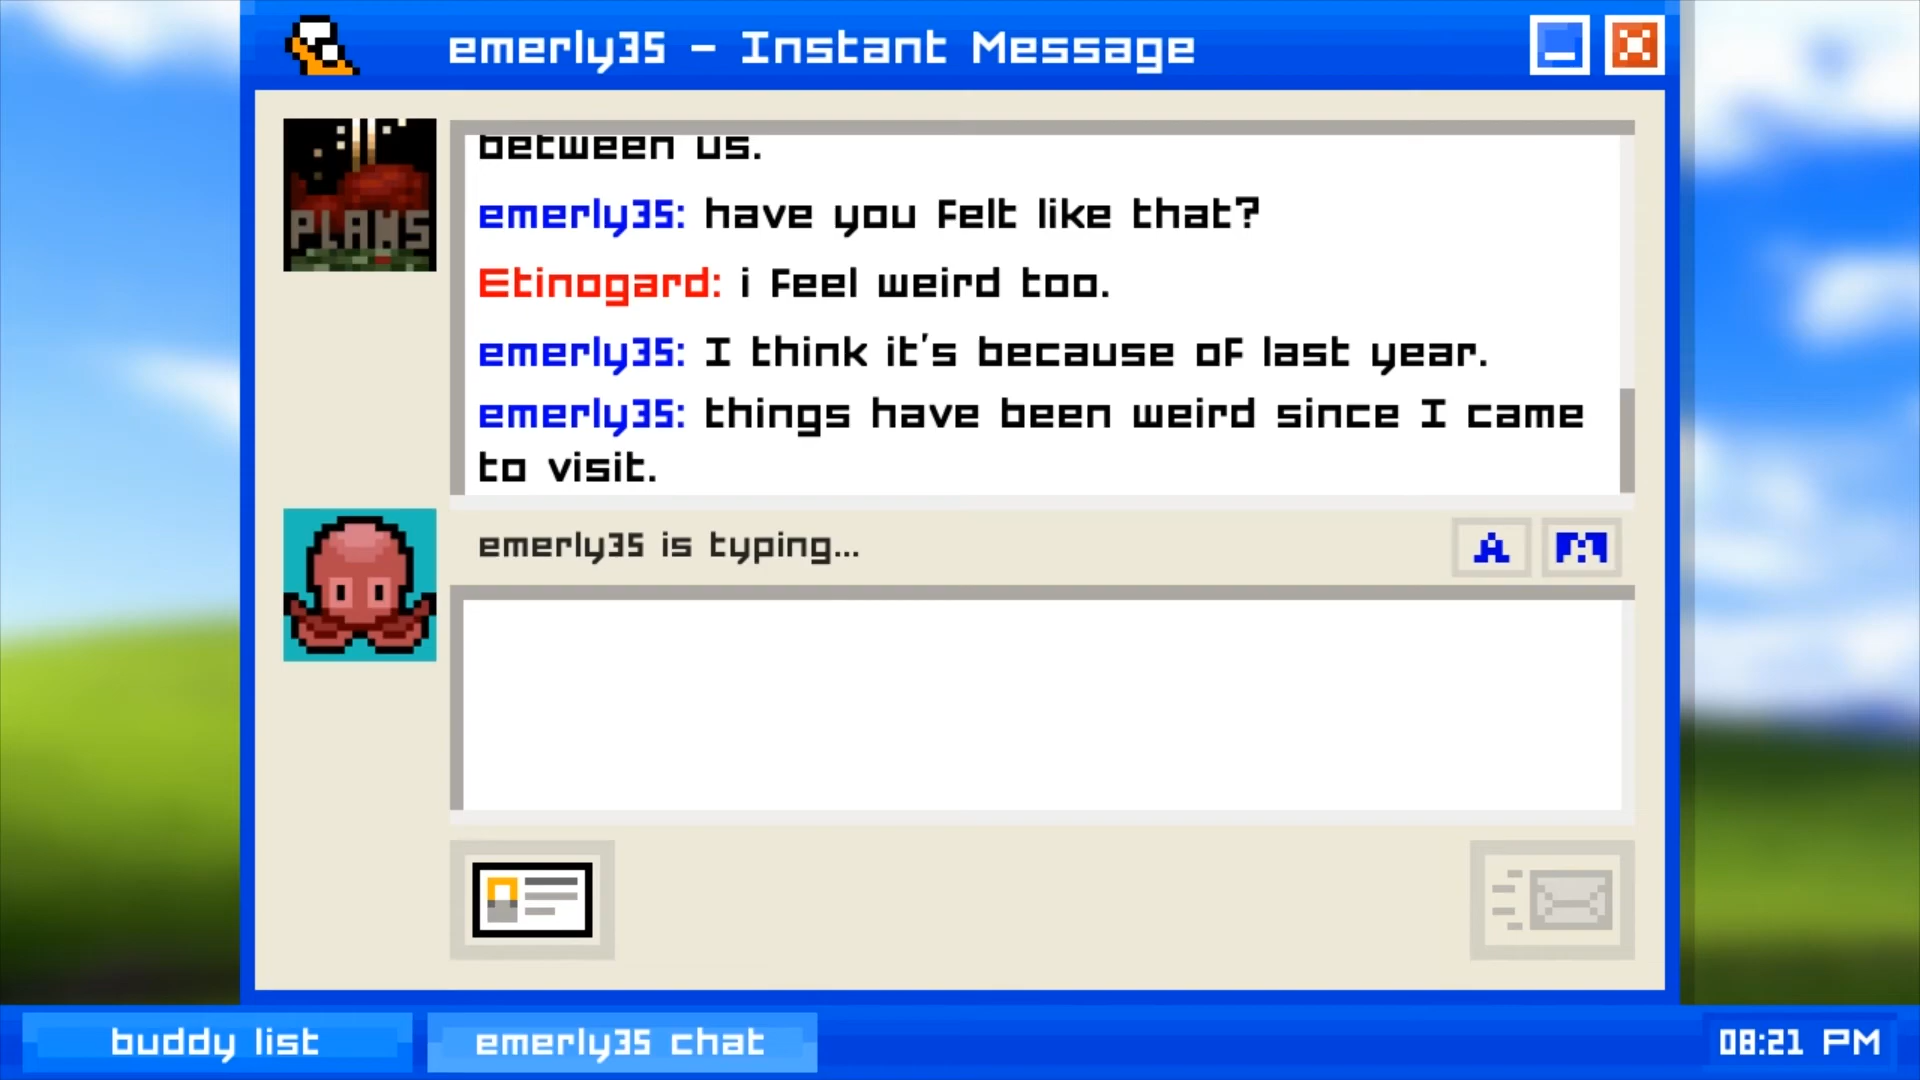 emerly35 - Instant Message
PLANS
between us.
emerly35: have you felt like that?
Etinogard: i feel weird too.
emerly35: I think it's because of last year.
emerly35: things have been weird since I came
to visit.
emerly35 is typing...
A
buddy list
emerly35 chat
08:21 PM